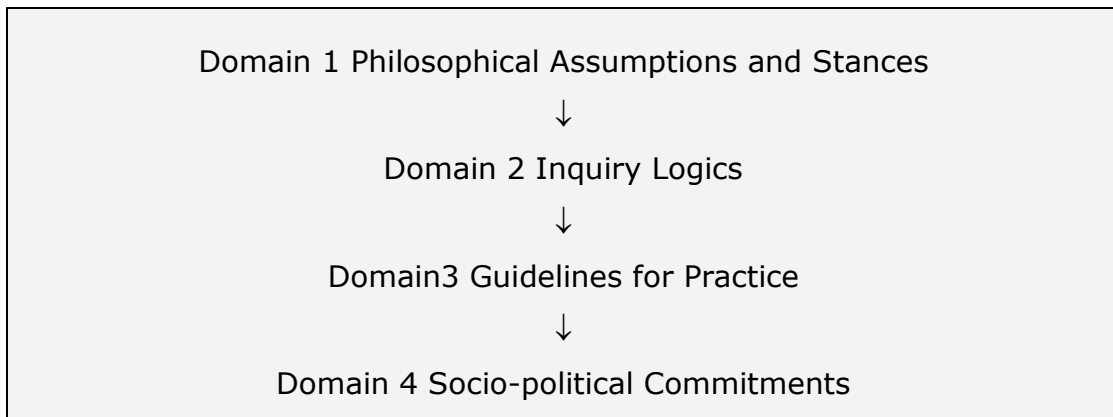 Domain 1 Philosophical Assumptions and Stances
↓
Domain 2 Inquiry Logics
↓
Domain3 Guidelines for Practice
↓
Domain 4 Socio-political Commitments